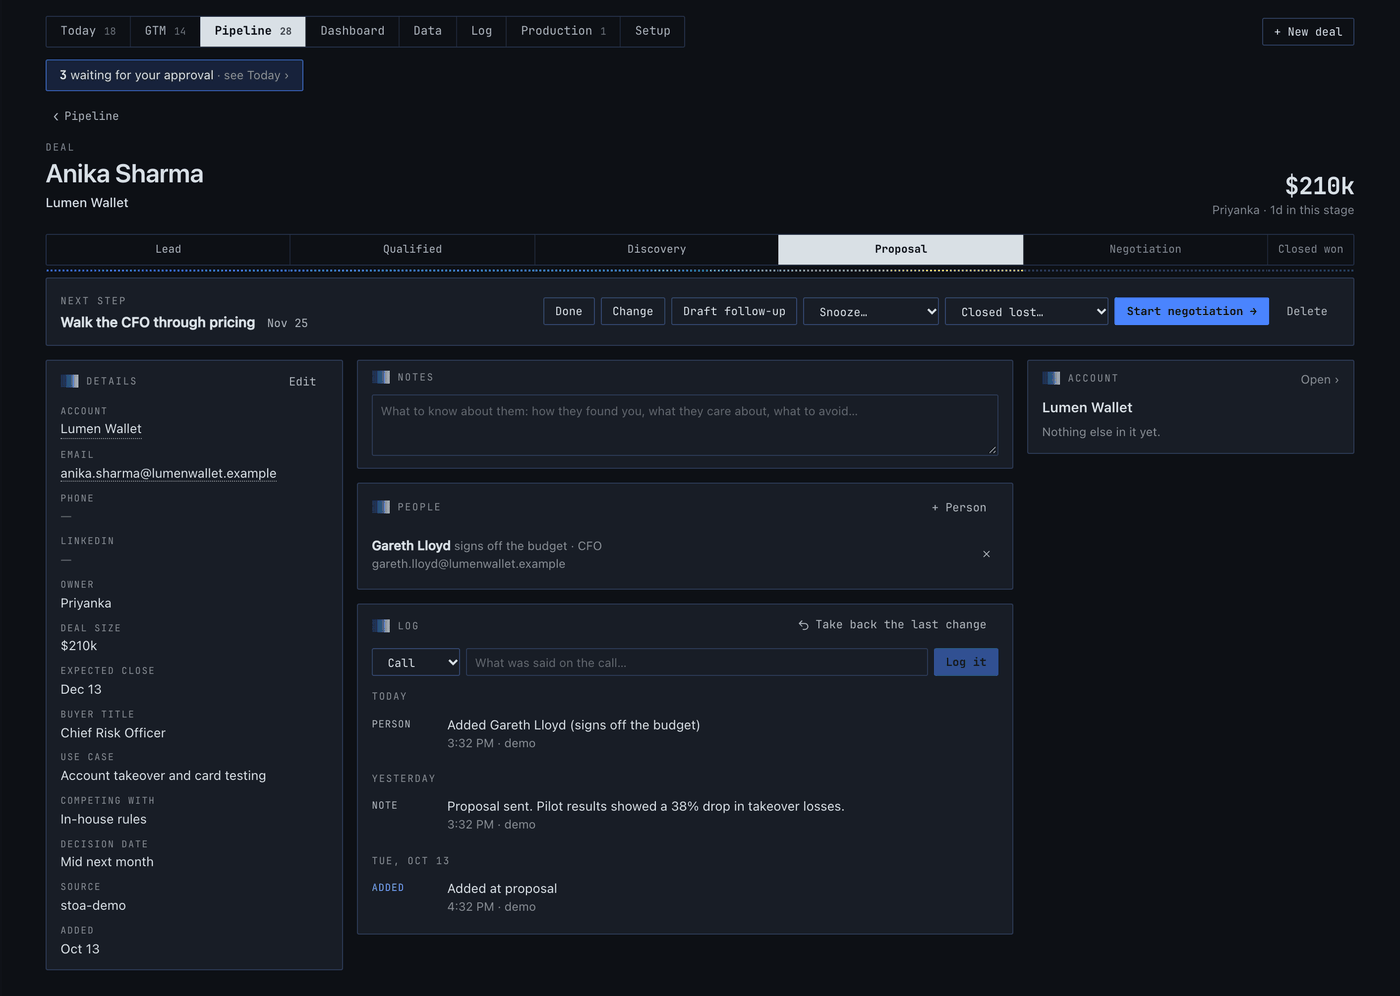 Today 18 GTM 14 Pipeline 28 Dashboard Data Log Production 1 Setup
+ New deal
3 waiting for your approval · see Today ›
‹ Pipeline
DEAL
Anika Sharma
Lumen Wallet
$210k
Priyanka · 1d in this stage
Lead Qualified Discovery Proposal Negotiation Closed won
NEXT STEP
Walk the CFO through pricing Nov 25
Done Change Draft follow-up Snooze… Closed lost… Start negotiation → Delete
DETAILS Edit
ACCOUNT
Lumen Wallet
EMAIL
anika.sharma@lumenwallet.example
PHONE
—
LINKEDIN
—
OWNER
Priyanka
DEAL SIZE
$210k
EXPECTED CLOSE
Dec 13
BUYER TITLE
Chief Risk Officer
USE CASE
Account takeover and card testing
COMPETING WITH
In-house rules
DECISION DATE
Mid next month
SOURCE
stoa-demo
ADDED
Oct 13
NOTES
What to know about them: how they found you, what they care about, what to avoid…
PEOPLE + Person
Gareth Lloyd signs off the budget · CFO
gareth.lloyd@lumenwallet.example
×
LOG Take back the last change
Call What was said on the call… Log it
TODAY
PERSON Added Gareth Lloyd (signs off the budget)
3:32 PM · demo
YESTERDAY
NOTE Proposal sent. Pilot results showed a 38% drop in takeover losses.
3:32 PM · demo
TUE, OCT 13
ADDED Added at proposal
4:32 PM · demo
ACCOUNT Open ›
Lumen Wallet
Nothing else in it yet.